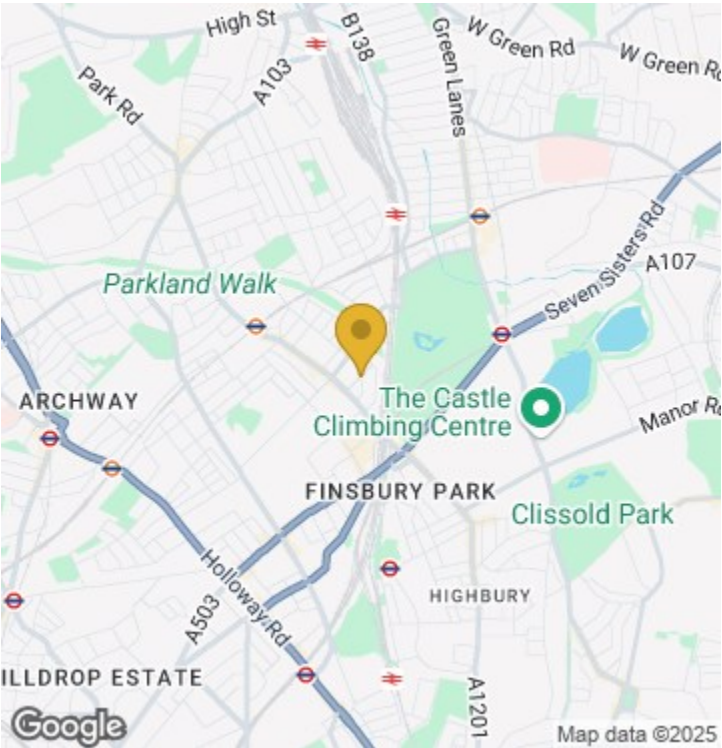 High St
B138
Green Lanes
W Green Rd
W Green Rd
Park Rd
A103
Seven Sisters Rd
A107
Parkland Walk
ARCHWAY
The Castle
Climbing Centre
Manor Rd
FINSBURY PARK
Clissold Park
Holloway Rd
A503
HIGHBURY
ILLDROP ESTATE
A1201
Google
Map data ©2025